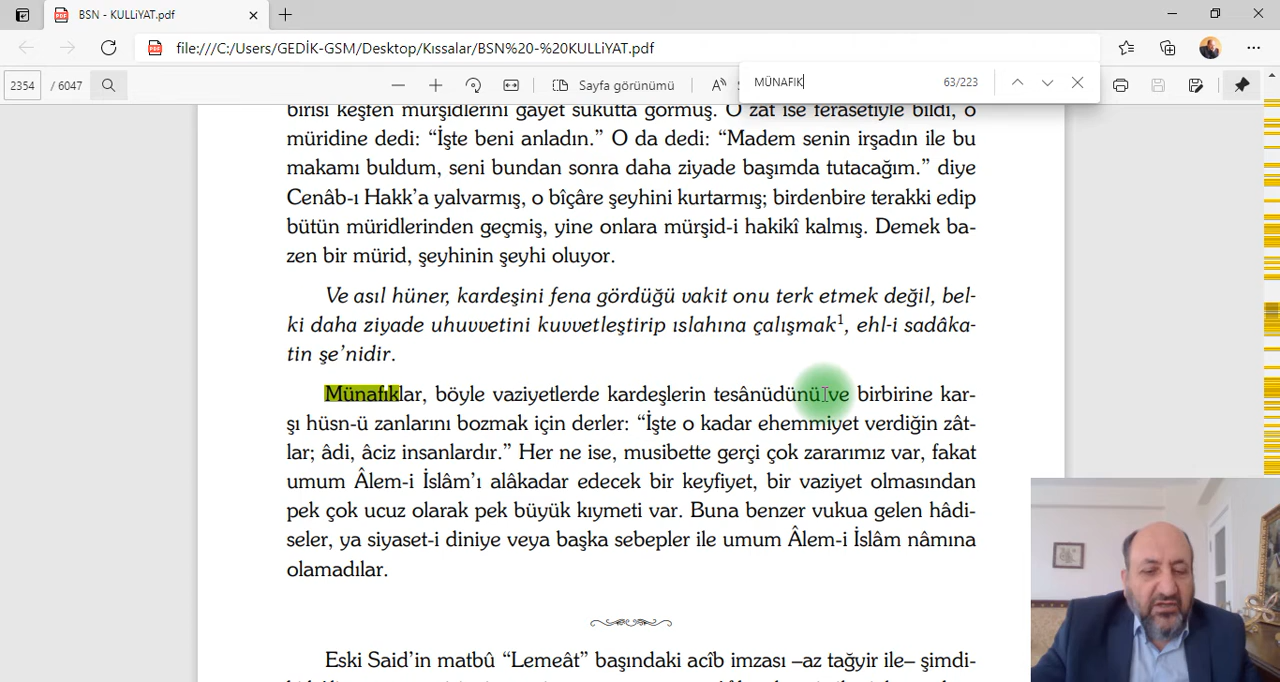 BSN - KULLiYAT.pdf
file:///C:/Users/GEDİK-GSM/Desktop/Kıssalar/BSN%20-%20KULLiYAT.pdf
2354 / 6047
Sayfa görünümü
MÜNAFIK 63/223
birisi keşfen mürşidlerini gayet sukutta görmüş. O zât ise ferasetiyle bildi, o
müridine dedi: “İşte beni anladın.” O da dedi: “Madem senin irşadın ile bu
makamı buldum, seni bundan sonra daha ziyade başımda tutacağım.” diye
Cenâb-ı Hakk’a yalvarmış, o bîçâre şeyhini kurtarmış; birdenbire terakki edip
bütün müridlerinden geçmiş, yine onlara mürşid-i hakikî kalmış. Demek ba-
zen bir mürid, şeyhinin şeyhi oluyor.
Ve asıl hüner, kardeşini fena gördüğü vakit onu terk etmek değil, bel-
ki daha ziyade uhuvvetini kuvvetleştirip ıslahına çalışmak1, ehl-i sadâka-
tin şe’nidir.
Münafıklar, böyle vaziyetlerde kardeşlerin tesânüdünü ve birbirine kar-
şı hüsn-ü zanlarını bozmak için derler: “İşte o kadar ehemmiyet verdiğin zât-
lar; âdi, âciz insanlardır.” Her ne ise, musibette gerçi çok zararımız var, fakat
umum Âlem-i İslâm’ı alâkadar edecek bir keyfiyet, bir vaziyet olmasından
pek çok ucuz olarak pek büyük kıymeti var. Buna benzer vukua gelen hâdi-
seler, ya siyaset-i diniye veya başka sebepler ile umum Âlem-i İslâm nâmına
olamadılar.
Eski Said’in matbû “Lemeât” başındaki acîb imzası –az tağyir ile– şimdi-